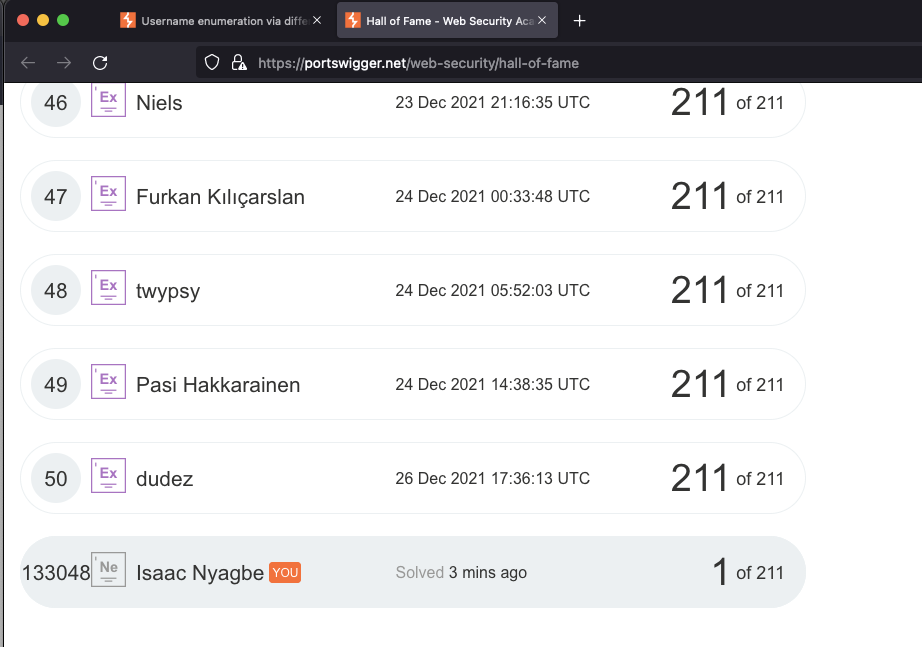 Username enumeration via diffe
Hall of Fame - Web Security Aca
https://portswigger.net/web-security/hall-of-fame
46 'Ex Niels 23 Dec 2021 21:16:35 UTC 211 of 211
47 'Ex Furkan Kılıçarslan 24 Dec 2021 00:33:48 UTC 211 of 211
48 'Ex twypsy 24 Dec 2021 05:52:03 UTC 211 of 211
49 'Ex Pasi Hakkarainen 24 Dec 2021 14:38:35 UTC 211 of 211
50 'Ex dudez 26 Dec 2021 17:36:13 UTC 211 of 211
133048 'Ne Isaac Nyagbe YOU Solved 3 mins ago 1 of 211